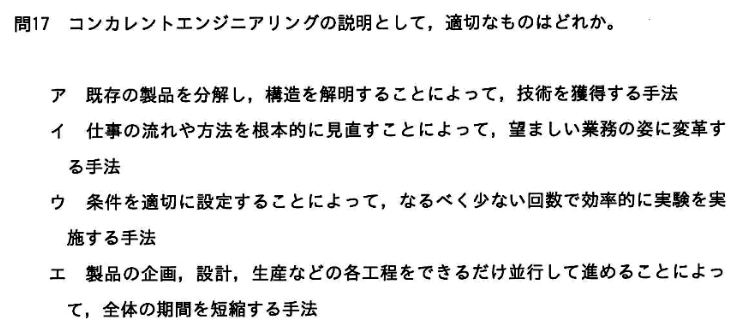 問17　コンカレントエンジニアリングの説明として，適切なものはどれか。
ア　既存の製品を分解し，構造を解明することによって，技術を獲得する手法
イ　仕事の流れや方法を根本的に見直すことによって，望ましい業務の姿に変革す
る手法
ウ　条件を適切に設定することによって，なるべく少ない回数で効率的に実験を実
施する手法
エ　製品の企画，設計，生産などの各工程をできるだけ並行して進めることによっ
て，全体の期間を短縮する手法